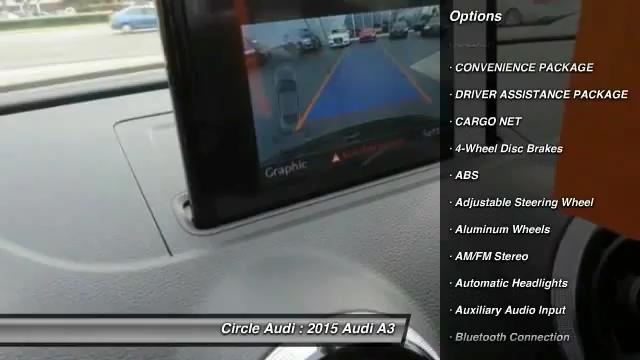 Options
· CONVENIENCE PACKAGE
· DRIVER ASSISTANCE PACKAGE
· CARGO NET
· 4-Wheel Disc Brakes
· ABS
· Adjustable Steering Wheel
· Aluminum Wheels
· AM/FM Stereo
· Automatic Headlights
· Auxiliary Audio Input
· Bluetooth Connection
Graphic
Circle Audi : 2015 Audi A3